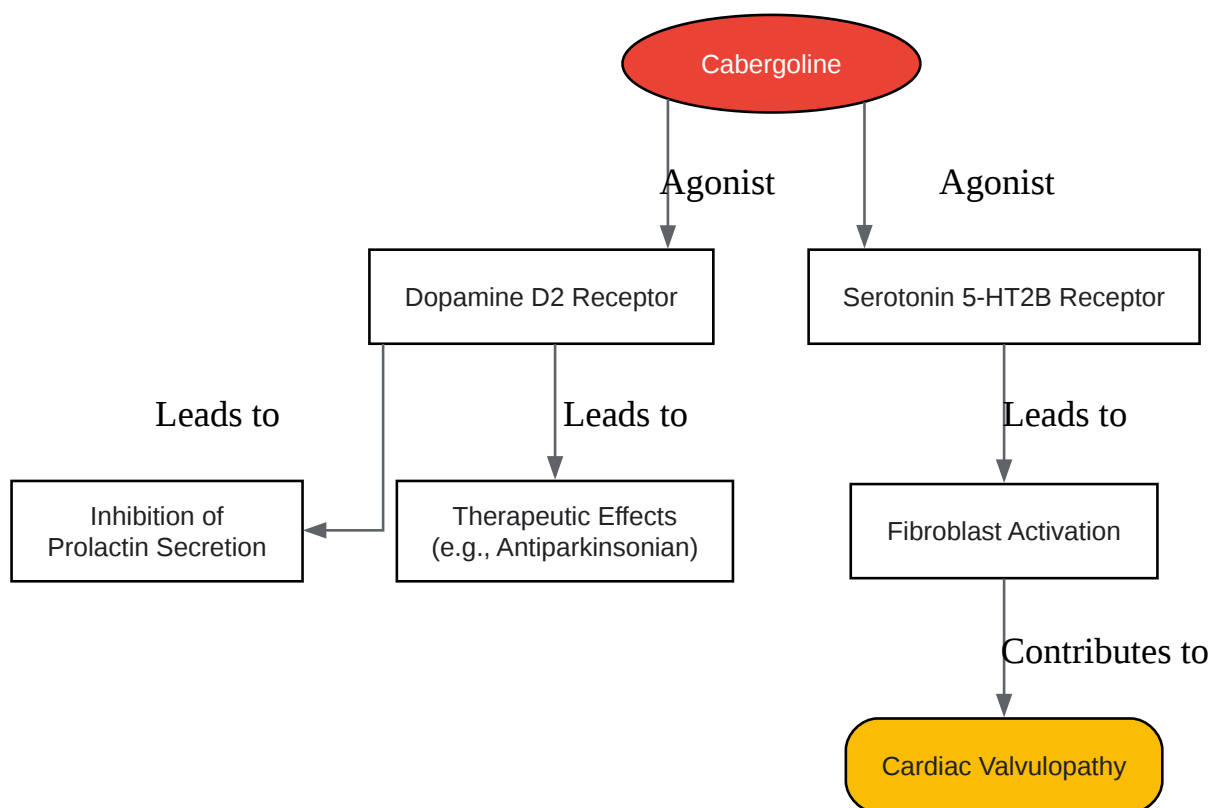 Cabergoline
Agonist
Agonist
Dopamine D2 Receptor
Serotonin 5-HT2B Receptor
Leads to
Leads to
Leads to
Inhibition of
Prolactin Secretion
Therapeutic Effects
(e.g., Antiparkinsonian)
Fibroblast Activation
Contributes to
Cardiac Valvulopathy